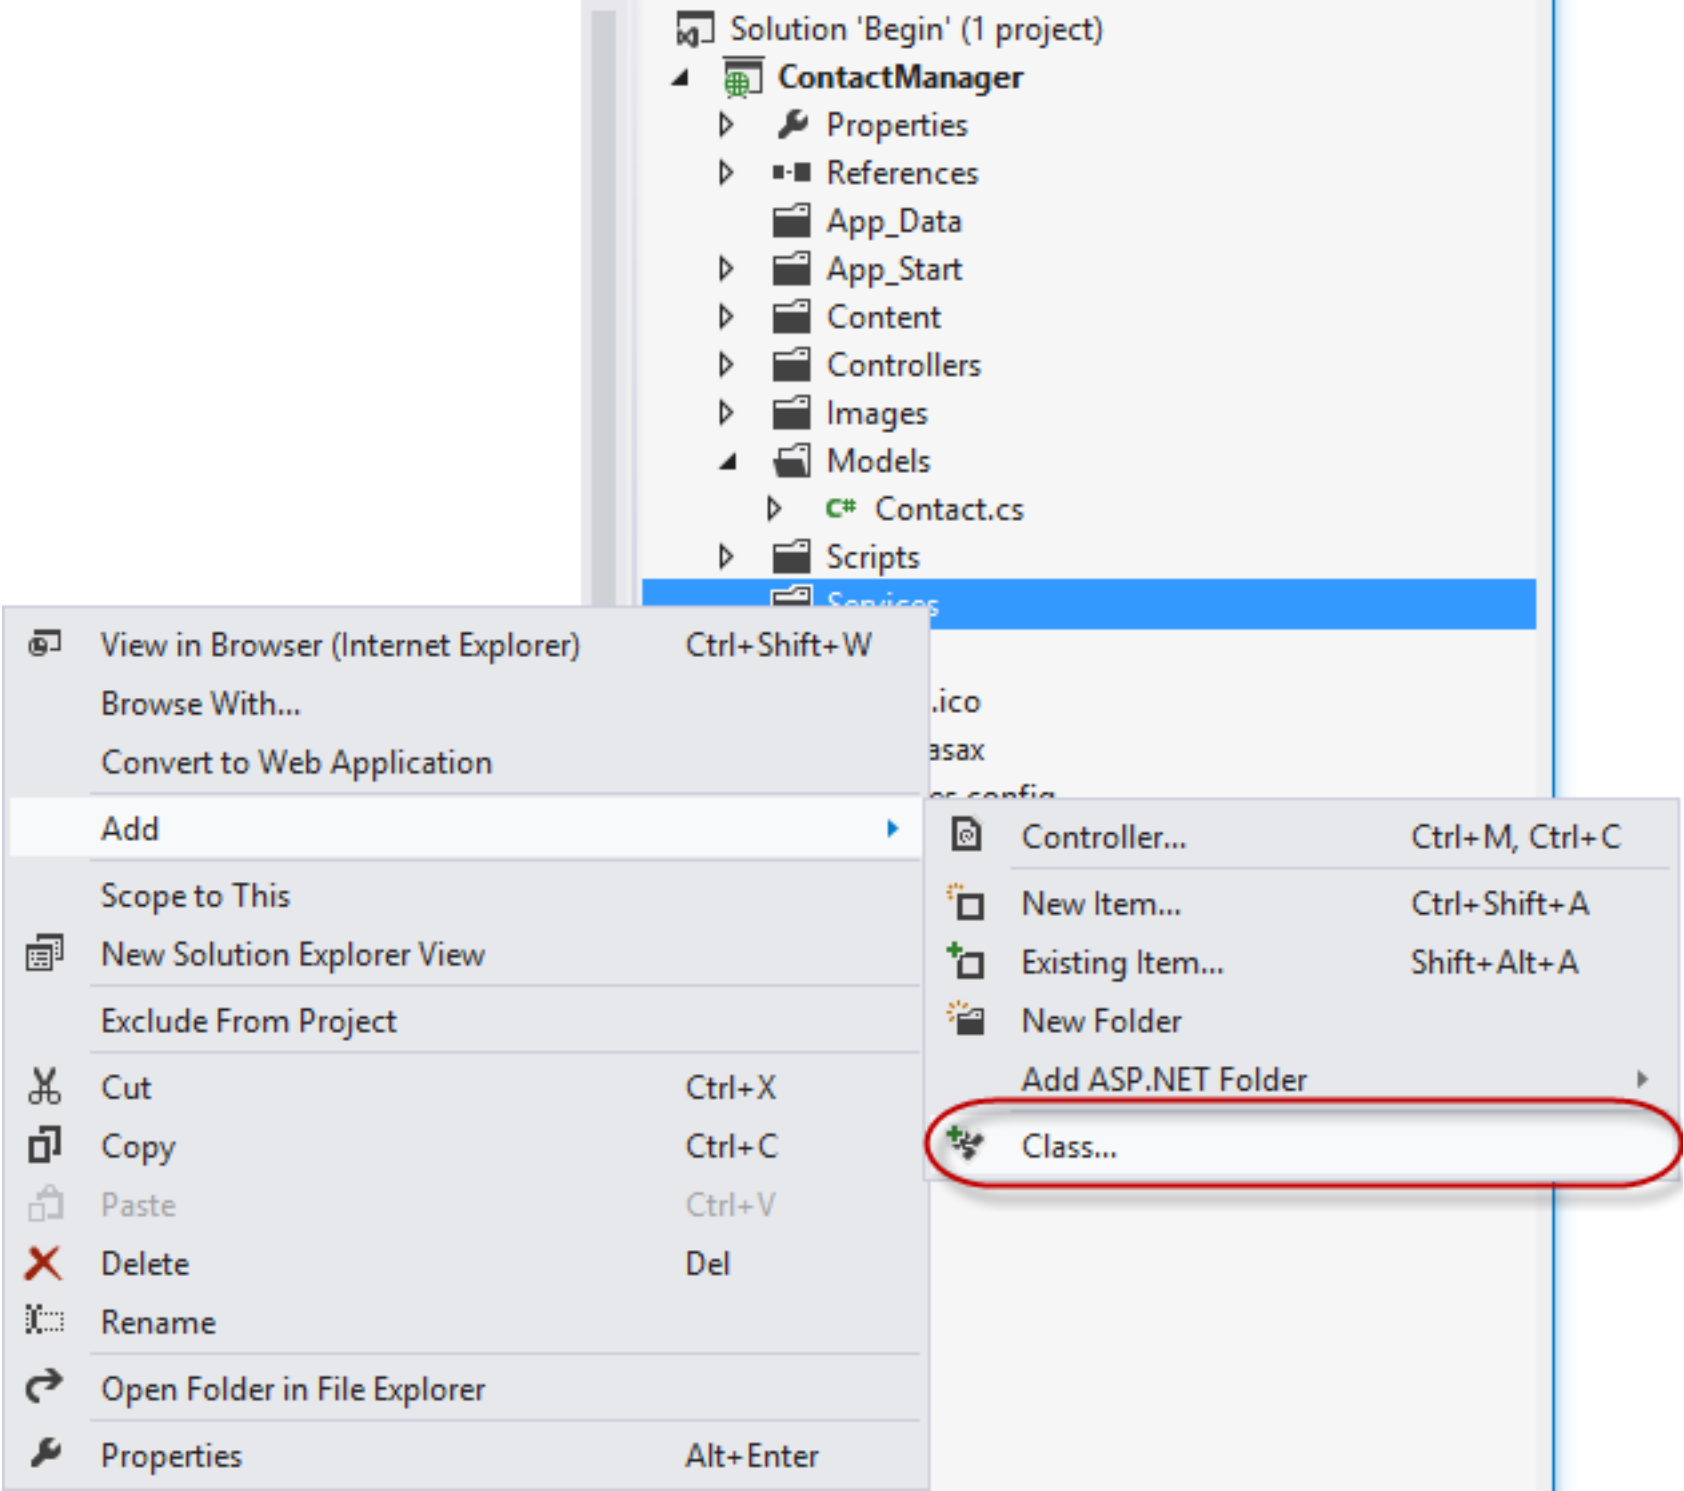 Solution 'Begin' (1 project)
ContactManager
Properties
References
App_Data
App_Start
Content
Controllers
Images
Models
C# Contact.cs
Scripts
Services
.ico
asax
es.config
View in Browser (Internet Explorer) Ctrl+Shift+W
Browse With...
Convert to Web Application
Add
Scope to This
New Solution Explorer View
Exclude From Project
Cut Ctrl+X
Copy Ctrl+C
Paste Ctrl+V
Delete Del
Rename
Open Folder in File Explorer
Properties Alt+Enter
Controller... Ctrl+M, Ctrl+C
New Item... Ctrl+Shift+A
Existing Item... Shift+Alt+A
New Folder
Add ASP.NET Folder
Class...